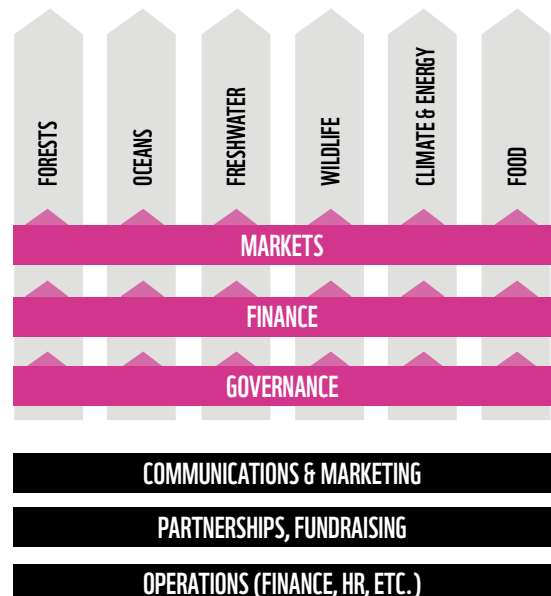 FORESTS
OCEANS
FRESHWATER
WILDLIFE
CLIMATE & ENERGY
FOOD
MARKETS
FINANCE
GOVERNANCE
COMMUNICATIONS & MARKETING
PARTNERSHIPS, FUNDRAISING
OPERATIONS (FINANCE, HR, ETC.)